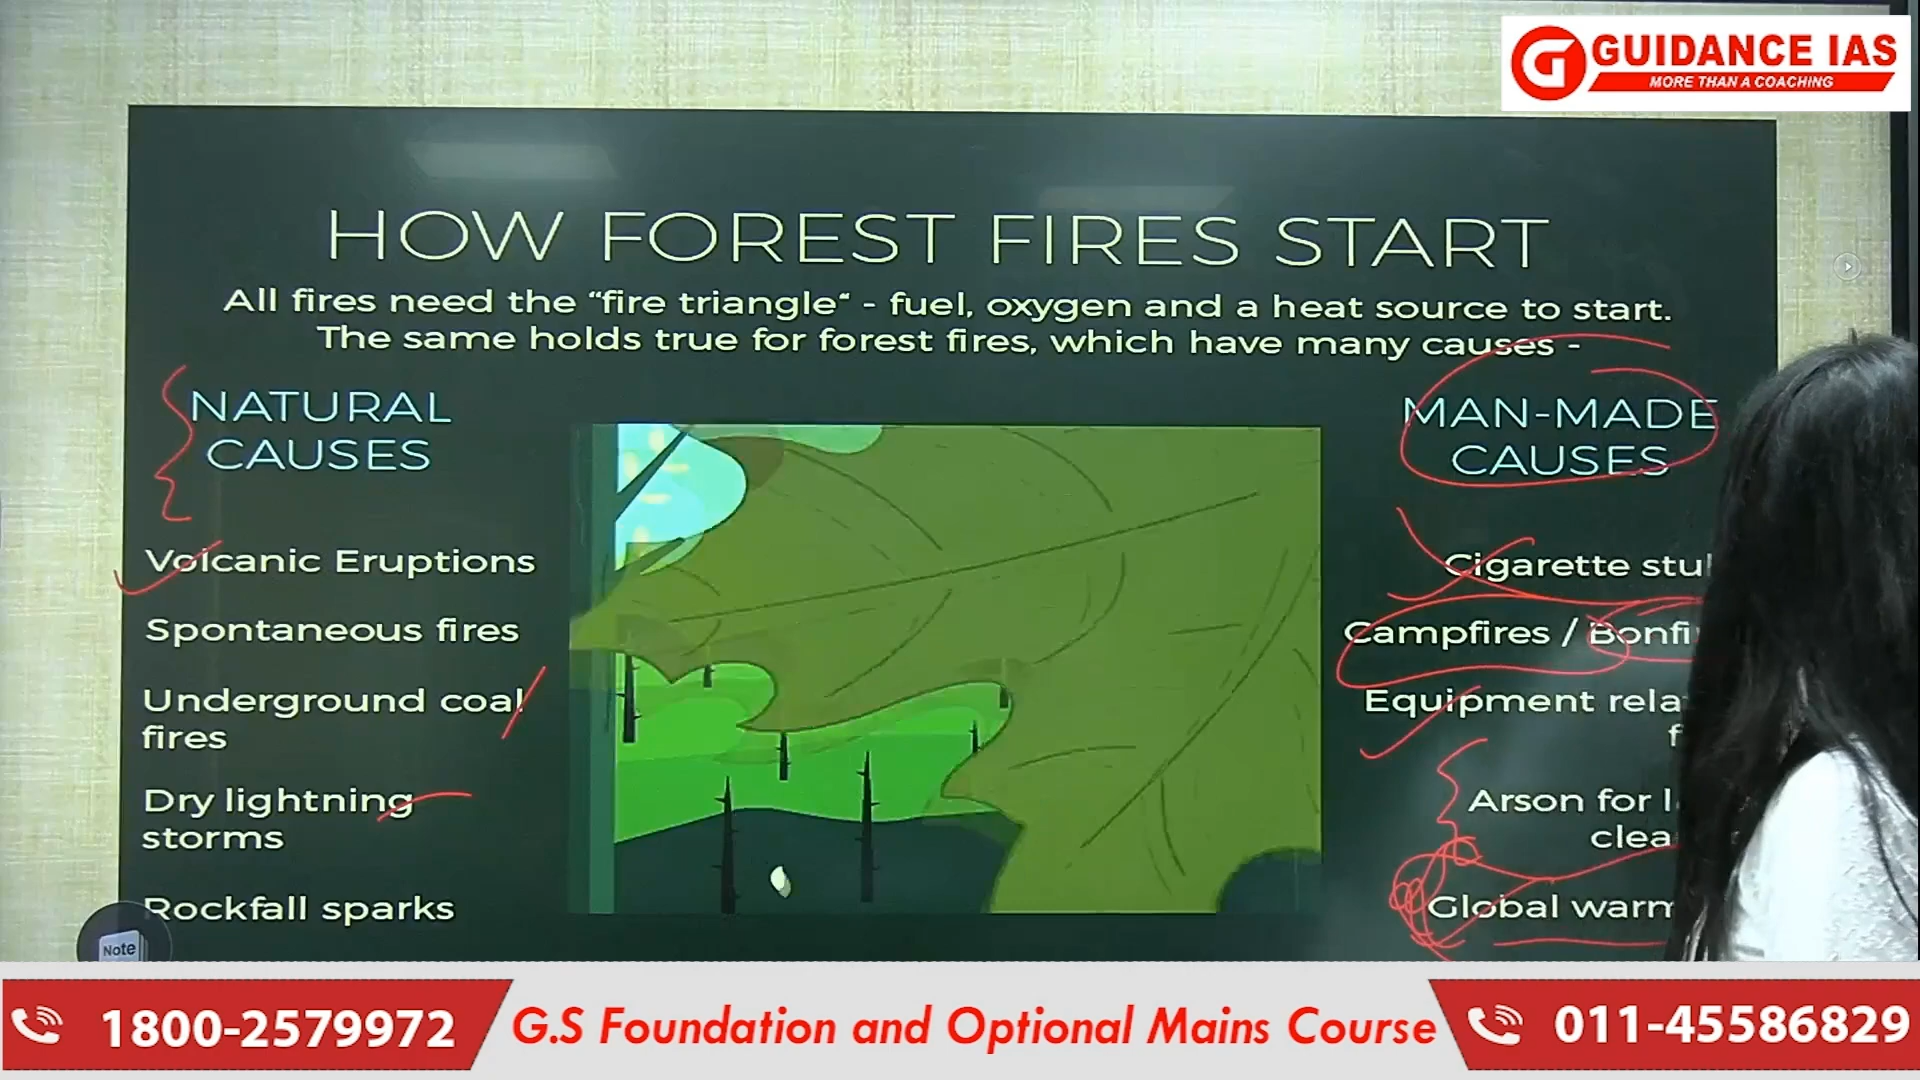 GUIDANCE IAS
MORE THAN A COACHING
HOW FOREST FIRES START
All fires need the “fire triangle“ - fuel, oxygen and a heat source to start.
The same holds true for forest fires, which have many causes -
NATURAL
CAUSES
Volcanic Eruptions
Spontaneous fires
Underground coal
fires
Dry lightning
storms
Rockfall sparks
MAN-MADE
CAUSES
Cigarette
Campfires /
Equipment
Arson for
Global
Note
1800-2579972
G.S Foundation and Optional Mains Course
011-45586829